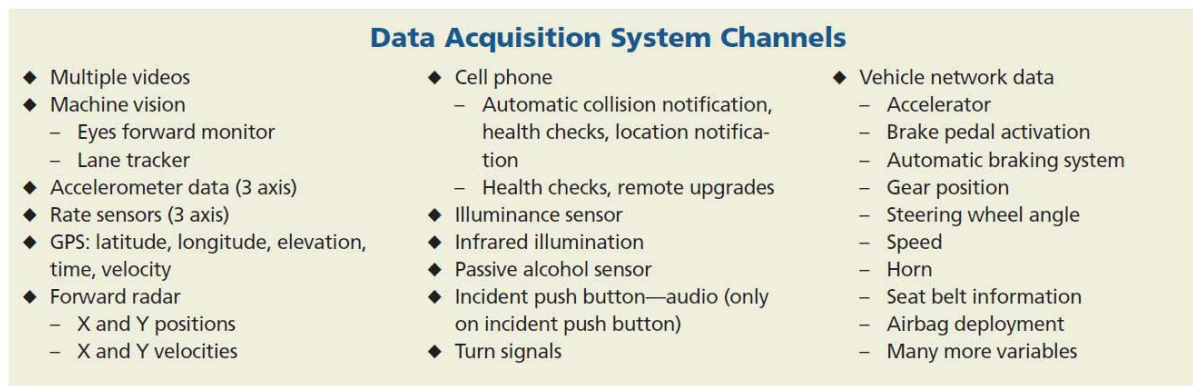 Data Acquisition System Channels
◆ Multiple videos
◆ Machine vision
– Eyes forward monitor
– Lane tracker
◆ Accelerometer data (3 axis)
◆ Rate sensors (3 axis)
◆ GPS: latitude, longitude, elevation,
time, velocity
◆ Forward radar
– X and Y positions
– X and Y velocities
◆ Cell phone
– Automatic collision notification,
health checks, location notifica-
tion
– Health checks, remote upgrades
◆ Illuminance sensor
◆ Infrared illumination
◆ Passive alcohol sensor
◆ Incident push button—audio (only
on incident push button)
◆ Turn signals
◆ Vehicle network data
– Accelerator
– Brake pedal activation
– Automatic braking system
– Gear position
– Steering wheel angle
– Speed
– Horn
– Seat belt information
– Airbag deployment
– Many more variables